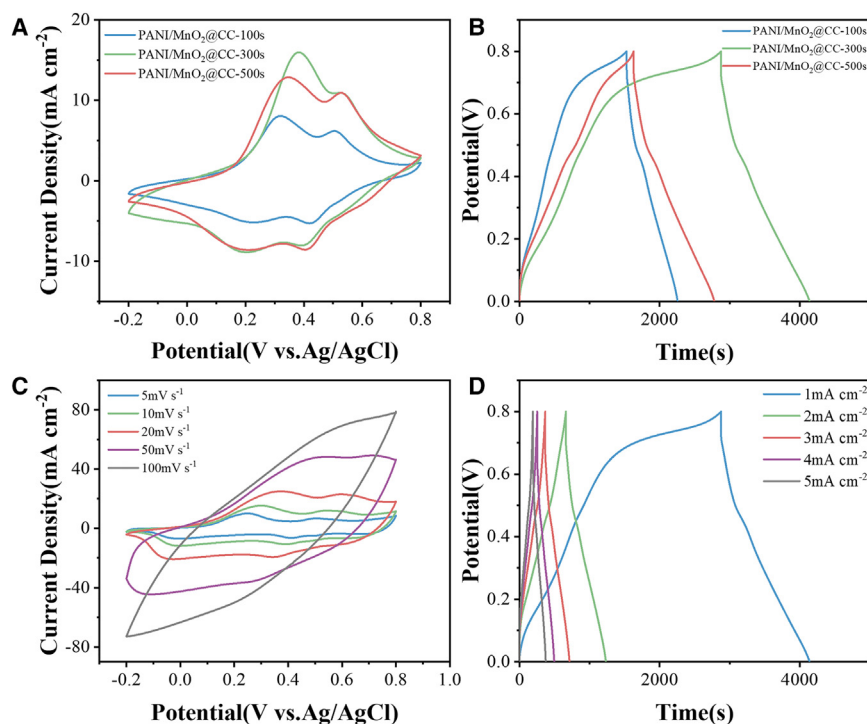 A
PANI/MnO₂@CC-100s
PANI/MnO₂@CC-300s
PANI/MnO₂@CC-500s
Current Density(mA cm⁻²)
20
10
0
-10
-0.2 0.0 0.2 0.4 0.6 0.8
Potential(V vs.Ag/AgCl)
B
PANI/MnO₂@CC-100s
PANI/MnO₂@CC-300s
PANI/MnO₂@CC-500s
Potential(V)
0.8
0.6
0.4
0.2
0.0
0 2000 4000
Time(s)
C
5mV s⁻¹
10mV s⁻¹
20mV s⁻¹
50mV s⁻¹
100mV s⁻¹
Current Density(mA cm⁻²)
80
40
0
-40
-80
-0.2 0.0 0.2 0.4 0.6 0.8 1.0
Potential(V vs.Ag/AgCl)
D
1mA cm⁻²
2mA cm⁻²
3mA cm⁻²
4mA cm⁻²
5mA cm⁻²
Potential(V)
0.8
0.6
0.4
0.2
0.0
0 2000 4000
Time(s)